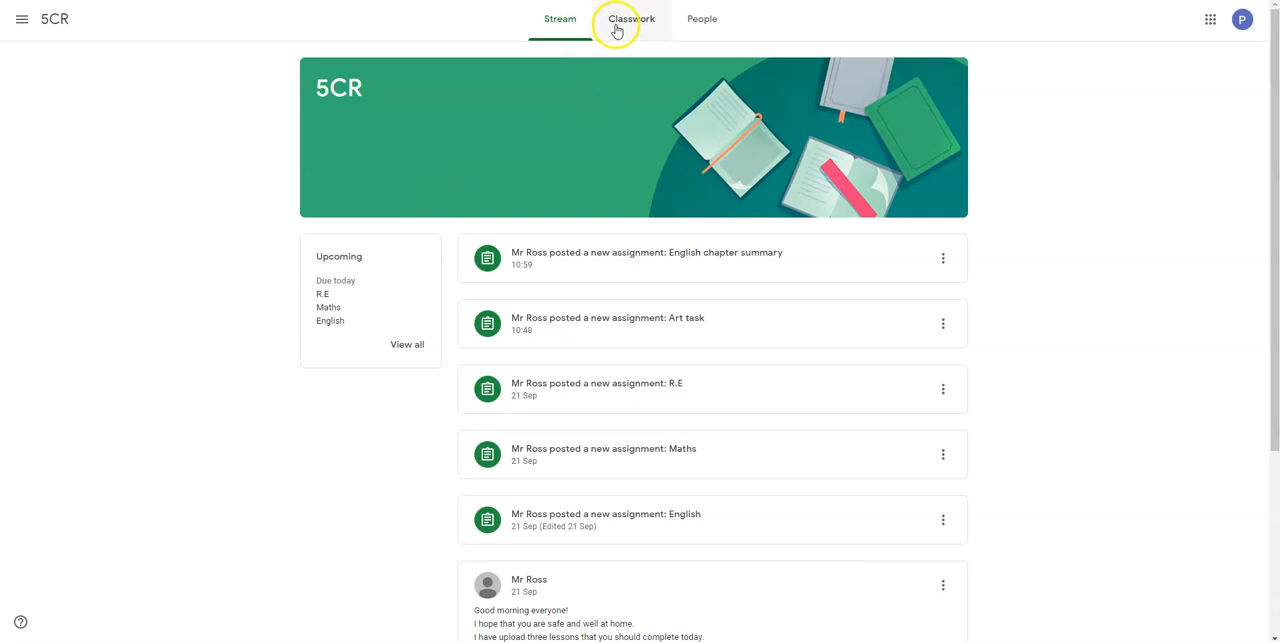 5CR
Stream
Classwork
People
P
5CR
Upcoming
Due today
R.E
Maths
English
View all
Mr Ross posted a new assignment: English chapter summary
10:59
Mr Ross posted a new assignment: Art task
10:48
Mr Ross posted a new assignment: R.E
21 Sep
Mr Ross posted a new assignment: Maths
21 Sep
Mr Ross posted a new assignment: English
21 Sep (Edited 21 Sep)
Mr Ross
21 Sep
Good morning everyone!
I hope that you are safe and well at home.
I have upload three lessons that you should complete today.